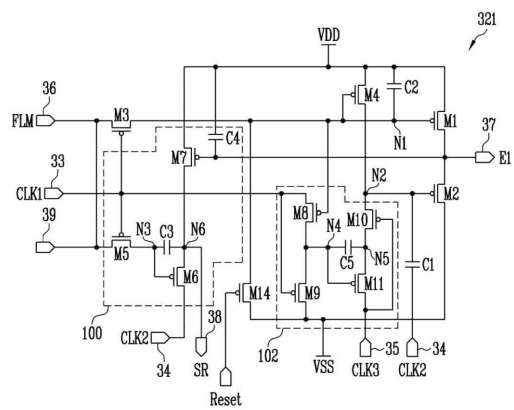 321
VDD
36
FLM
M3
C2
M4
M1
N1
37
E1
C4
M7
33
CLK1
N2
M2
39
N3
C3
N6
M8
N4
M10
M5
M6
C5
N5
C1
M14
M9
M11
100
CLK2
34
38
SR
102
VSS
35
CLK3
34
CLK2
Reset